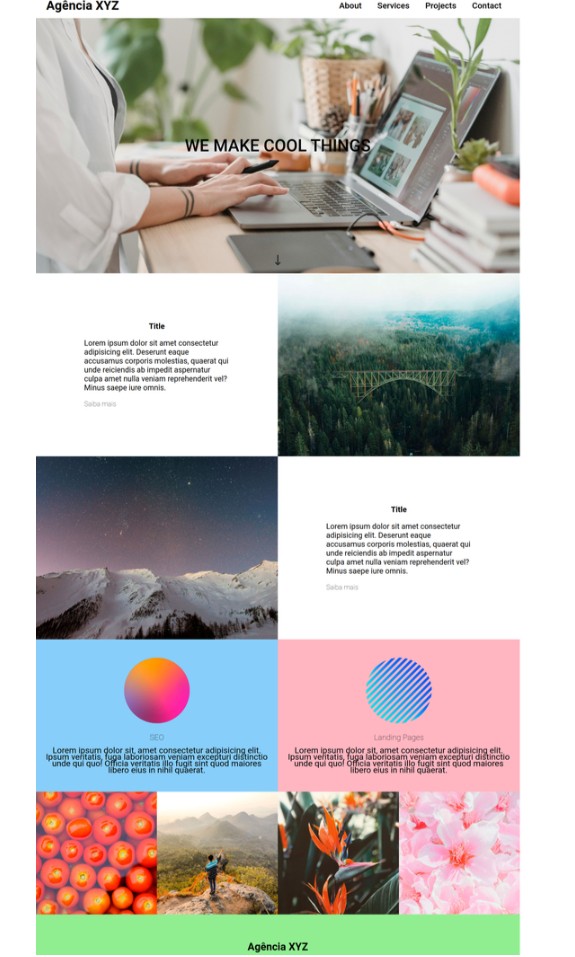 Agência XYZ
About Services Projects Contact
WE MAKE COOL THINGS
↓
Title
Lorem ipsum dolor sit amet consectetur
adipisicing elit. Deserunt eaque
accusamus corporis molestias, quaerat qui
unde reiciendis ab impedit aspernatur
culpa amet nulla veniam reprehenderit vel?
Minus saepe iure omnis.
Saiba mais
Title
Lorem ipsum dolor sit amet consectetur
adipisicing elit. Deserunt eaque
accusamus corporis molestias, quaerat qui
unde reiciendis ab impedit aspernatur
culpa amet nulla veniam reprehenderit vel?
Minus saepe iure omnis.
Saiba mais
SEO
Lorem ipsum dolor sit, amet consectetur adipisicing elit.
Ipsum veritatis, fuga laboriosam veniam excepturi distinctio
unde qui quo! Officia veritatis illo fugit sint quod maiores
libero eius in nihil quaerat.
Landing Pages
Lorem ipsum dolor sit, amet consectetur adipisicing elit.
Ipsum veritatis, fuga laboriosam veniam excepturi distinctio
unde qui quo! Officia veritatis illo fugit sint quod maiores
libero eius in nihil quaerat.
Agência XYZ